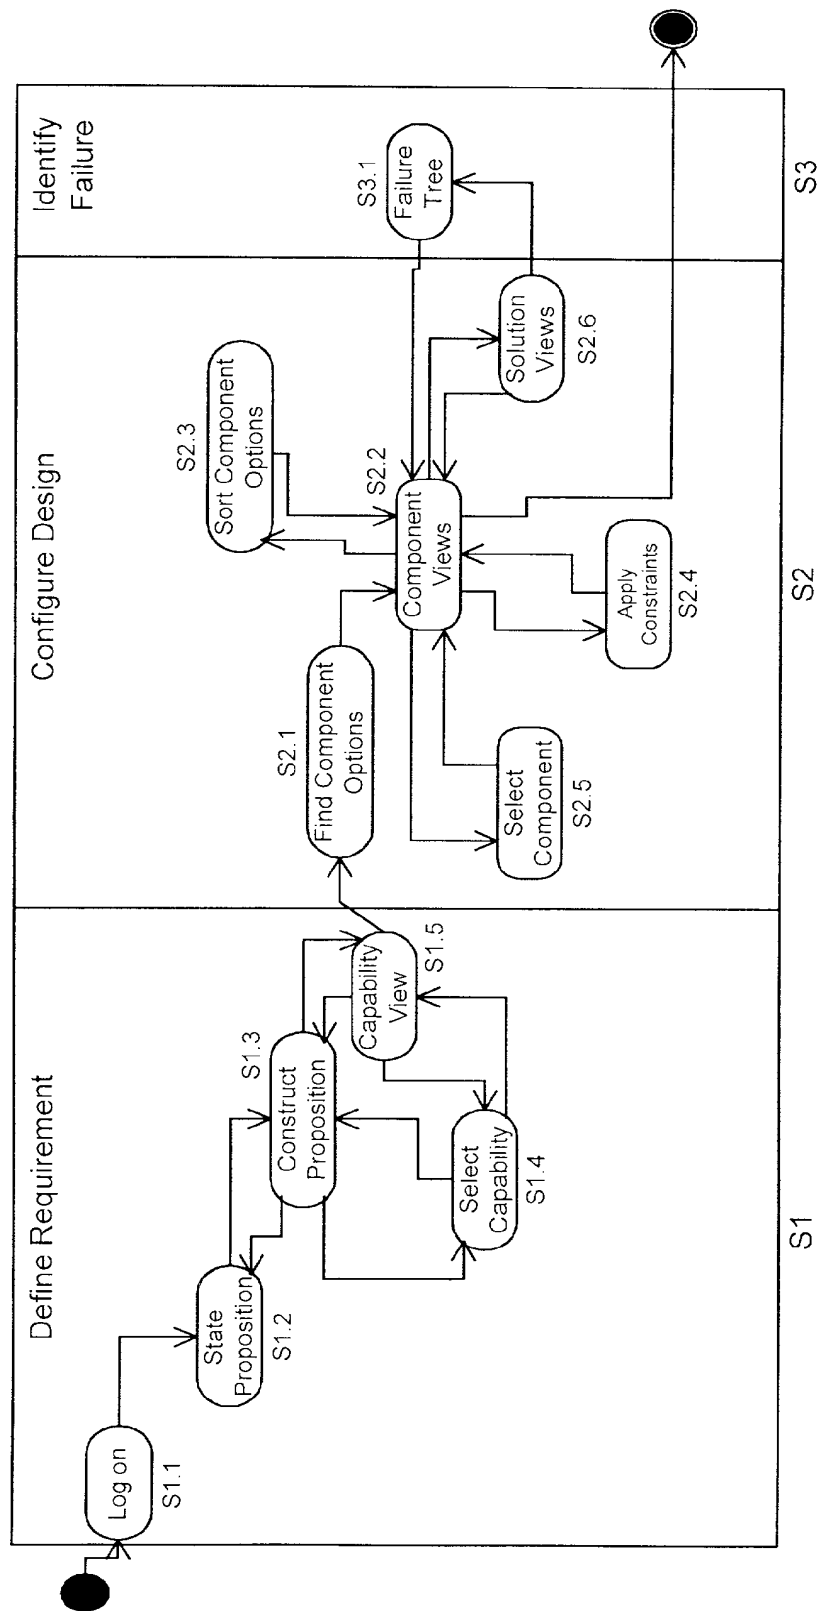 Define Requirement
Configure Design
Identify
Failure
Log on
S1.1
State
Proposition
S1.2
Construct
Proposition
S1.3
Select
Capability
S1.4
Capability
View
S1.5
Find Component
Options
S2.1
Component
Views
S2.2
Sort Component
Options
S2.3
Apply
Constraints
S2.4
Select
Component
S2.5
Solution
Views
S2.6
Failure
Tree
S3.1
S1
S2
S3